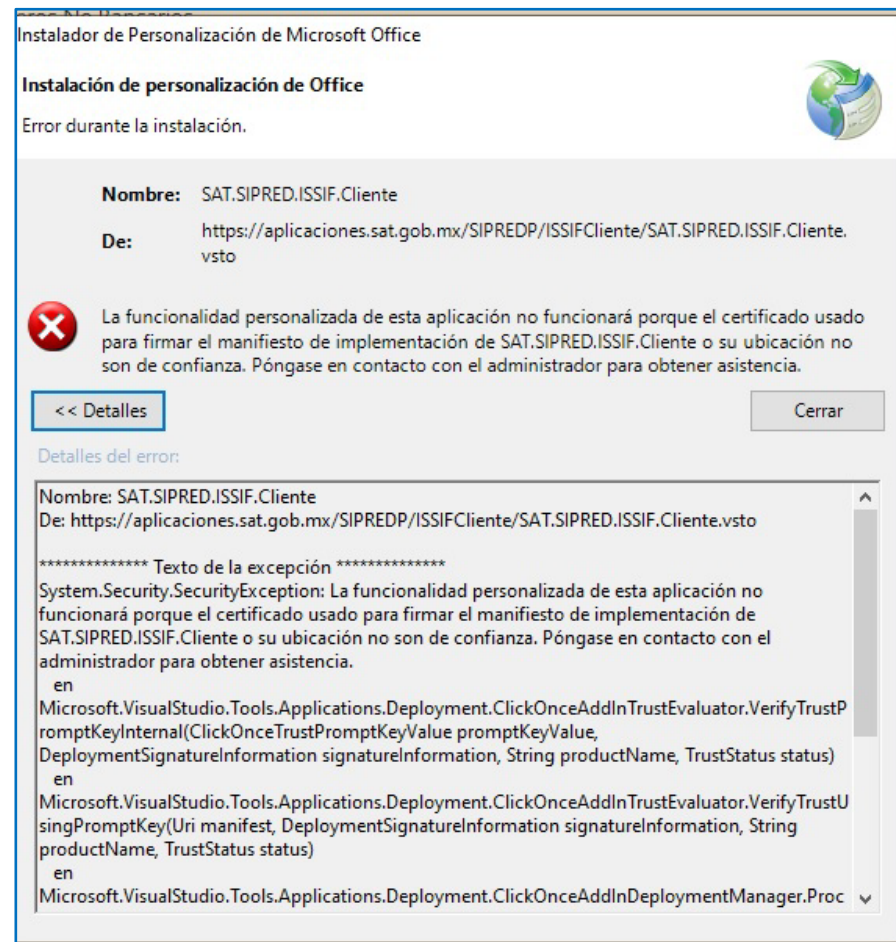 Instalador de Personalización de Microsoft Office
Instalación de personalización de Office
Error durante la instalación.
Nombre: SAT.SIPRED.ISSIF.Cliente
De: https://aplicaciones.sat.gob.mx/SIPREDP/ISSIFCliente/SAT.SIPRED.ISSIF.Cliente.
vsto
La funcionalidad personalizada de esta aplicación no funcionará porque el certificado usado
para firmar el manifiesto de implementación de SAT.SIPRED.ISSIF.Cliente o su ubicación no
son de confianza. Póngase en contacto con el administrador para obtener asistencia.
<< Detalles
Cerrar
Detalles del error:
Nombre: SAT.SIPRED.ISSIF.Cliente
De: https://aplicaciones.sat.gob.mx/SIPREDP/ISSIFCliente/SAT.SIPRED.ISSIF.Cliente.vsto
************** Texto de la excepción **************
System.Security.SecurityException: La funcionalidad personalizada de esta aplicación no
funcionará porque el certificado usado para firmar el manifiesto de implementación de
SAT.SIPRED.ISSIF.Cliente o su ubicación no son de confianza. Póngase en contacto con el
administrador para obtener asistencia.
en
Microsoft.VisualStudio.Tools.Applications.Deployment.ClickOnceAddInTrustEvaluator.VerifyTrustP
romptKeyInternal(ClickOnceTrustPromptKeyValue promptKeyValue,
DeploymentSignatureInformation signatureInformation, String productName, TrustStatus status)
en
Microsoft.VisualStudio.Tools.Applications.Deployment.ClickOnceAddInTrustEvaluator.VerifyTrustU
singPromptKey(Uri manifest, DeploymentSignatureInformation signatureInformation, String
productName, TrustStatus status)
en
Microsoft.VisualStudio.Tools.Applications.Deployment.ClickOnceAddInDeploymentManager.Proc